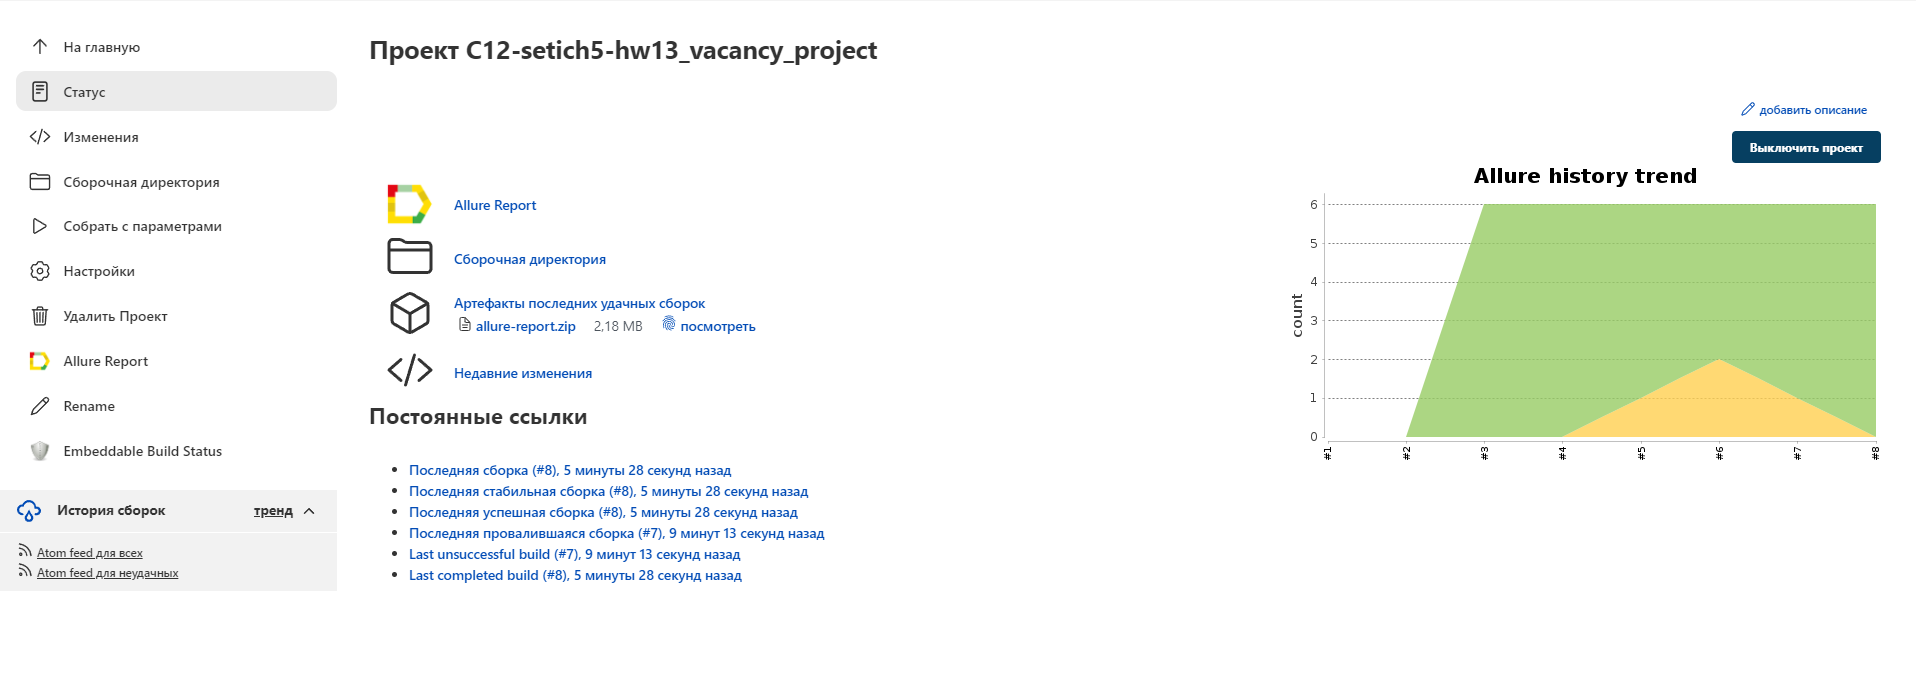 На главную
Статус
Изменения
Сборочная директория
Собрать с параметрами
Настройки
Удалить Проект
Allure Report
Rename
Embeddable Build Status
История сборок
тренд
Atom feed для всех
Atom feed для неудачных
Проект C12-setich5-hw13_vacancy_project
добавить описание
Выключить проект
Allure Report
Сборочная директория
Артефакты последних удачных сборок
allure-report.zip 2,18 MB посмотреть
Недавние изменения
Постоянные ссылки
Последняя сборка (#8), 5 минуты 28 секунд назад
Последняя стабильная сборка (#8), 5 минуты 28 секунд назад
Последняя успешная сборка (#8), 5 минуты 28 секунд назад
Последняя провалившаяся сборка (#7), 9 минут 13 секунд назад
Last unsuccessful build (#7), 9 минут 13 секунд назад
Last completed build (#8), 5 минуты 28 секунд назад
Allure history trend
count
6
5
4
3
2
1
0
#1 #2 #3 #4 #5 #6 #7 #8